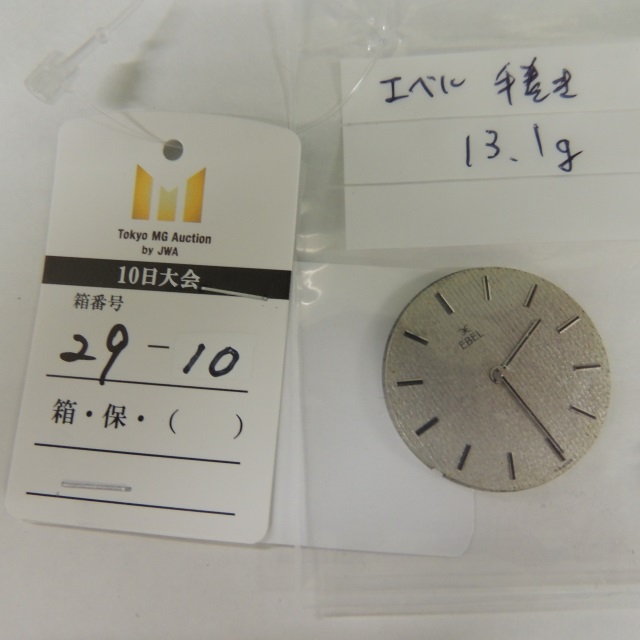 Tokyo MG Auction
by JWA
10日大会
箱番号
29-10
箱・保・（　　）
エベル 手巻き
13.1g
EBEL